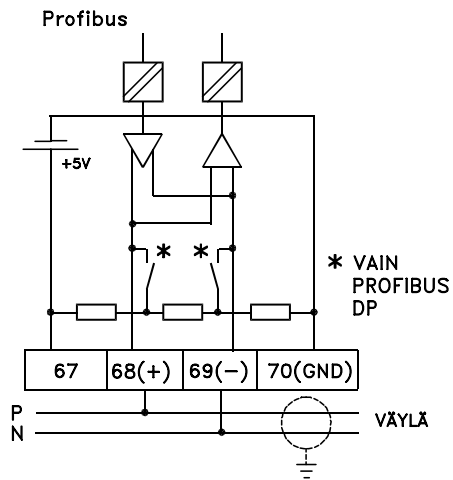 Profibus
+5V
* *
* VAIN
PROFIBUS
DP
67 68(+) 69(-) 70(GND)
P
N
VÄYLÄ